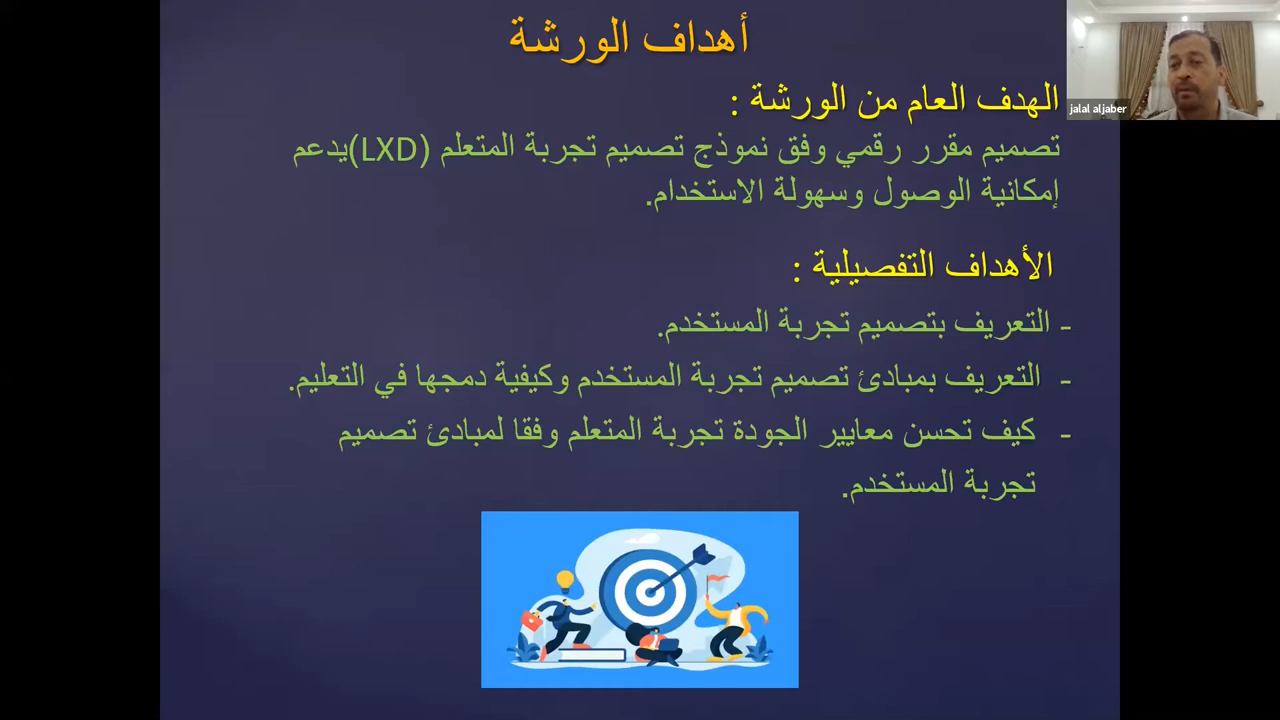 أهداف الورشة
الهدف العام من الورشة :
تصميم مقرر رقمي وفق نموذج تصميم تجربة المتعلم (LXD)يدعم
إمكانية الوصول وسهولة الاستخدام.
الأهداف التفصيلية :
- التعريف بتصميم تجربة المستخدم.
- التعريف بمبادئ تصميم تجربة المستخدم وكيفية دمجها في التعليم.
- كيف تحسن معايير الجودة تجربة المتعلم وفقا لمبادئ تصميم
تجربة المستخدم.
jalal aljaber